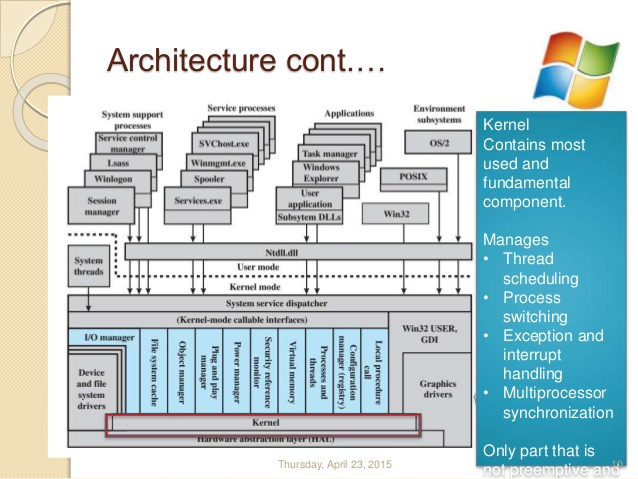 Architecture cont.…
System support
processes
Service control
manager
Lsass
Winlogon
Session
manager
Service processes
SVChost.exe
Winmgmt.exe
Spooler
Services.exe
Applications
Task manager
Windows
Explorer
User
application
Subsytem DLLs
Environment
subsystems
OS/2
POSIX
Win32
System
threads
Ntdll.dll
User mode
Kernel mode
System service dispatcher
(Kernel-mode callable interfaces)
I/O manager
Device
and file
system
drivers
File system cache
Object manager
Plug and play
manager
Power manager
Security reference
monitor
Virtual memory
Processes and
threads
Configuration
manager (registry)
Local procedure
call
Win32 USER,
GDI
Graphics
drivers
Kernel
Hardware abstraction layer (HAL)
Kernel
Contains most
used and
fundamental
component.
Manages
• Thread
scheduling
• Process
switching
• Exception and
interrupt
handling
• Multiprocessor
synchronization
Only part that is
not preemptive and
Thursday, April 23, 2015